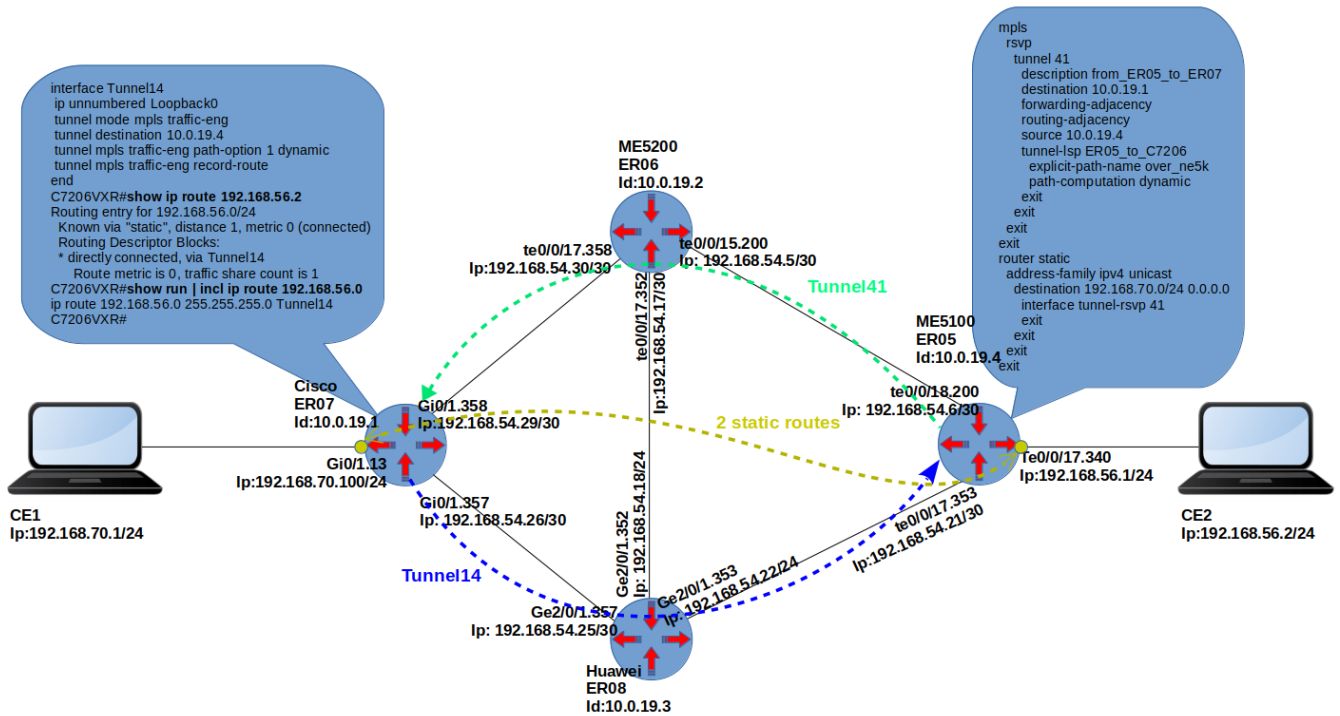 interface Tunnel14
ip unnumbered Loopback0
tunnel mode mpls traffic-eng
tunnel destination 10.0.19.4
tunnel mpls traffic-eng path-option 1 dynamic
tunnel mpls traffic-eng record-route
end
C7206VXR#show ip route 192.168.56.2
Routing entry for 192.168.56.0/24
Known via "static", distance 1, metric 0 (connected)
Routing Descriptor Blocks:
* directly connected, via Tunnel14
Route metric is 0, traffic share count is 1
C7206VXR#show run | incl ip route 192.168.56.0
ip route 192.168.56.0 255.255.255.0 Tunnel14
C7206VXR#
mpls
rsvp
tunnel 41
description from_ER05_to_ER07
destination 10.0.19.1
forwarding-adjacency
routing-adjacency
source 10.0.19.4
tunnel-lsp ER05_to_C7206
explicit-path-name over_ne5k
path-computation dynamic
exit
exit
exit
exit
router static
address-family ipv4 unicast
destination 192.168.70.0/24 0.0.0.0
interface tunnel-rsvp 41
exit
exit
exit
exit
ME5200
ER06
Id:10.0.19.2
te0/0/17.358
Ip:192.168.54.30/30
te0/0/15.200
Ip: 192.168.54.5/30
te0/0/17.352
Ip:192.168.54.17/30
Tunnel41
ME5100
ER05
Id:10.0.19.4
te0/0/18.200
Ip: 192.168.54.6/30
Cisco
ER07
Id:10.0.19.1
Gi0/1.358
Ip:192.168.54.29/30
2 static routes
Gi0/1.13
Ip:192.168.70.100/24
Te0/0/17.340
Ip:192.168.56.1/24
CE1
Ip:192.168.70.1/24
CE2
Ip:192.168.56.2/24
Gi0/1.357
Ip: 192.168.54.26/30
te0/0/17.353
Ip:192.168.54.21/30
Ge2/0/1.352
Ip: 192.168.54.18/24
Tunnel14
Ge2/0/1.353
Ip: 192.168.54.22/24
Ge2/0/1.357
Ip: 192.168.54.25/30
Huawei
ER08
Id:10.0.19.3